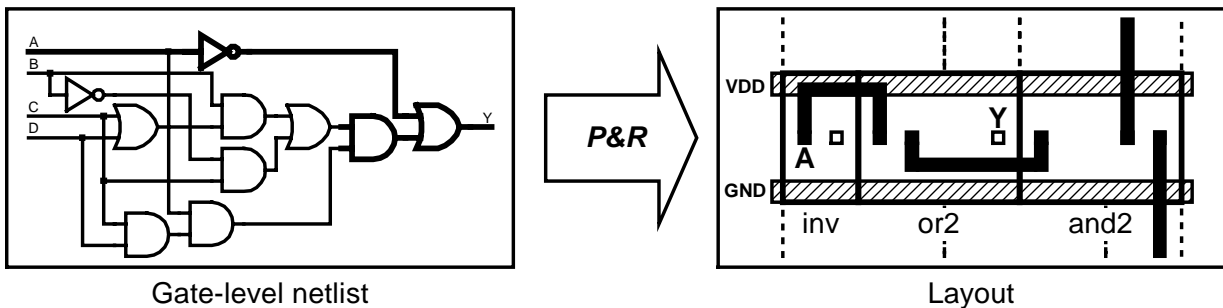 A
B
C
D
Y
P&R
VDD
Y
A
GND
inv or2 and2
Gate-level netlist
Layout